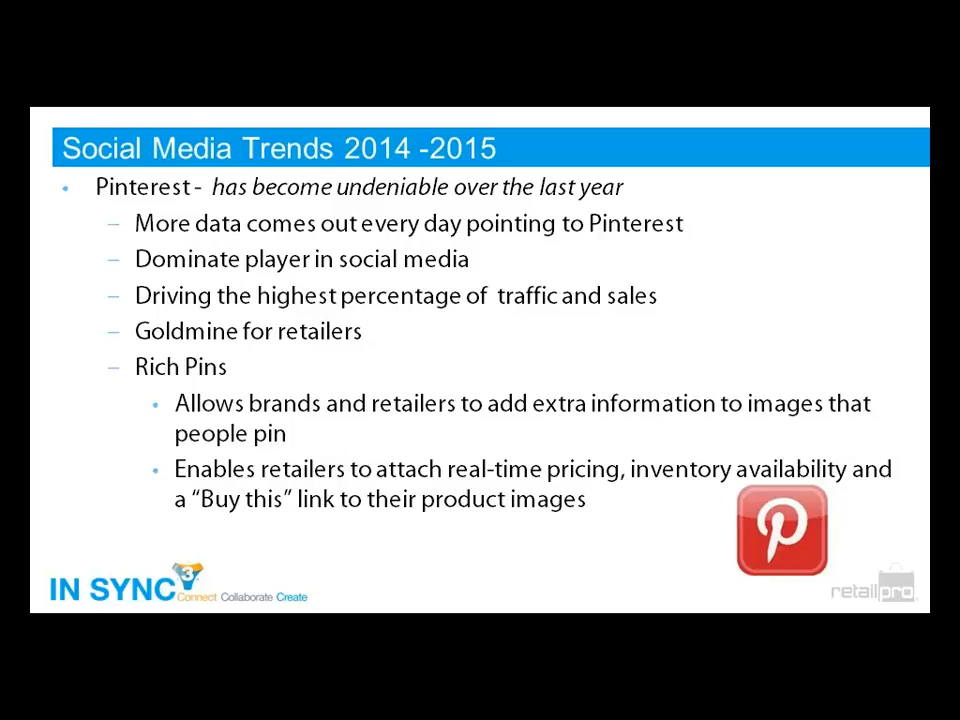 Social Media Trends 2014 -2015
• Pinterest - has become undeniable over the last year
– More data comes out every day pointing to Pinterest
– Dominate player in social media
– Driving the highest percentage of traffic and sales
– Goldmine for retailers
– Rich Pins
• Allows brands and retailers to add extra information to images that
people pin
• Enables retailers to attach real-time pricing, inventory availability and
a “Buy this” link to their product images
IN SYNC 3
Connect Collaborate Create
retail pro